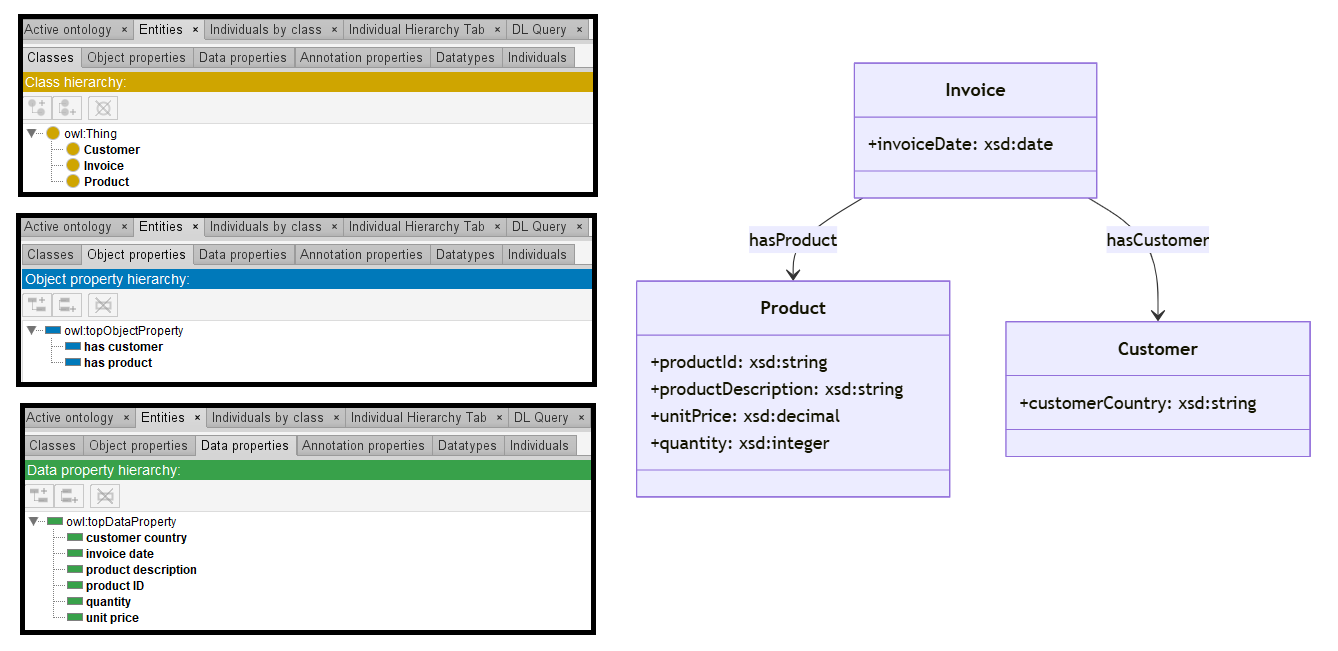 Active ontology × Entities × Individuals by class × Individual Hierarchy Tab × DL Query ×
Classes Object properties Data properties Annotation properties Datatypes Individuals
Class hierarchy:
owl:Thing
Customer
Invoice
Product
Active ontology × Entities × Individuals by class × Individual Hierarchy Tab × DL Query ×
Classes Object properties Data properties Annotation properties Datatypes Individuals
Object property hierarchy:
owl:topObjectProperty
has customer
has product
Active ontology × Entities × Individuals by class × Individual Hierarchy Tab × DL Query ×
Classes Object properties Data properties Annotation properties Datatypes Individuals
Data property hierarchy:
owl:topDataProperty
customer country
invoice date
product description
product ID
quantity
unit price
Invoice
+invoiceDate: xsd:date
hasProduct
hasCustomer
Product
+productId: xsd:string
+productDescription: xsd:string
+unitPrice: xsd:decimal
+quantity: xsd:integer
Customer
+customerCountry: xsd:string